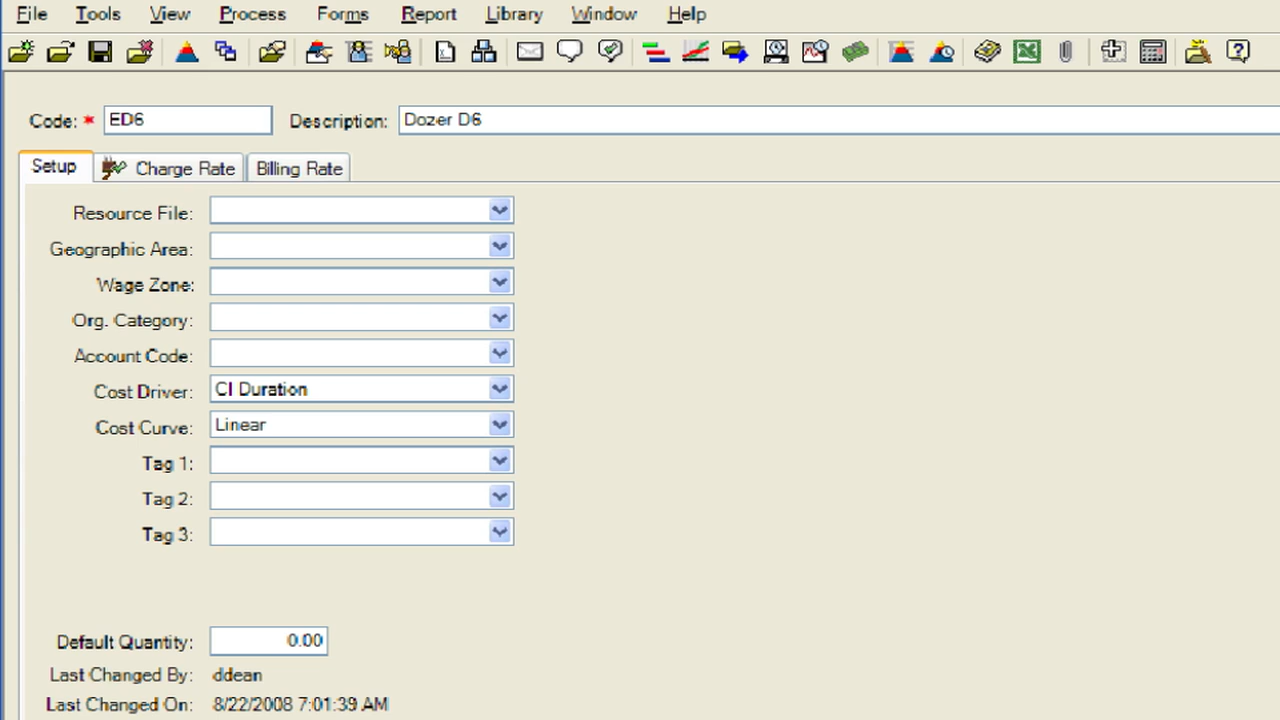 File Tools View Process Forms Report Library Window Help
Code: * ED6 Description: Dozer D6
Setup Charge Rate Billing Rate
Resource File:
Geographic Area:
Wage Zone:
Org. Category:
Account Code:
Cost Driver: CI Duration
Cost Curve: Linear
Tag 1:
Tag 2:
Tag 3:
Default Quantity: 0.00
Last Changed By: ddean
Last Changed On: 8/22/2008 7:01:39 AM